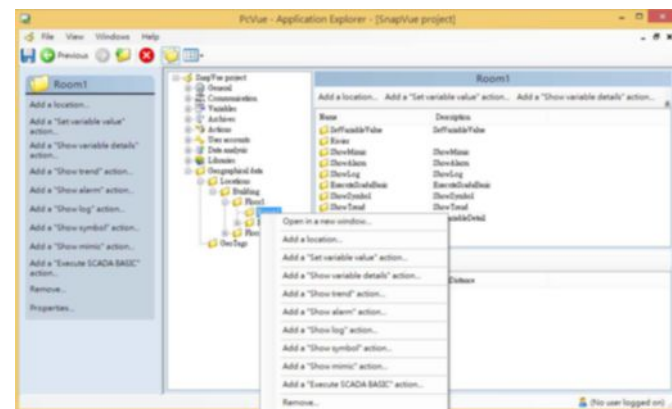 PcVue - Application Explorer - [SnapVue project]
File View Windows Help
Previous
Room1
Add a location...
Add a "Set variable value" action...
Add a "Show variable details" action...
Add a "Show trend" action...
Add a "Show alarm" action...
Add a "Show log" action...
Add a "Show symbol" action...
Add a "Show mimic" action...
Add a "Execute SCADA BASIC" action...
Remove...
Properties...
SnapVue project
General
Communication
Variables
Archives
Actions
User accounts
Data analysis
Libraries
Geographical data
Locations
Building
Floor1
GeoTags
Room1
Add a location... Add a "Set variable value" action... Add a "Show variable details" action...
Name Description
SetVariableValue SetVariableValue
ShowMimic ShowMimic
ShowAlarm ShowAlarm
ShowLog ShowLog
ExecuteScadaBasic ExecuteScadaBasic
ShowSymbol ShowSymbol
ShowTrend ShowTrend
Distance
Open in a new window...
Add a location...
Add a "Set variable value" action...
Add a "Show variable details" action...
Add a "Show trend" action...
Add a "Show alarm" action...
Add a "Show log" action...
Add a "Show symbol" action...
Add a "Show mimic" action...
Add a "Execute SCADA BASIC" action...
Remove...
(No user logged on)